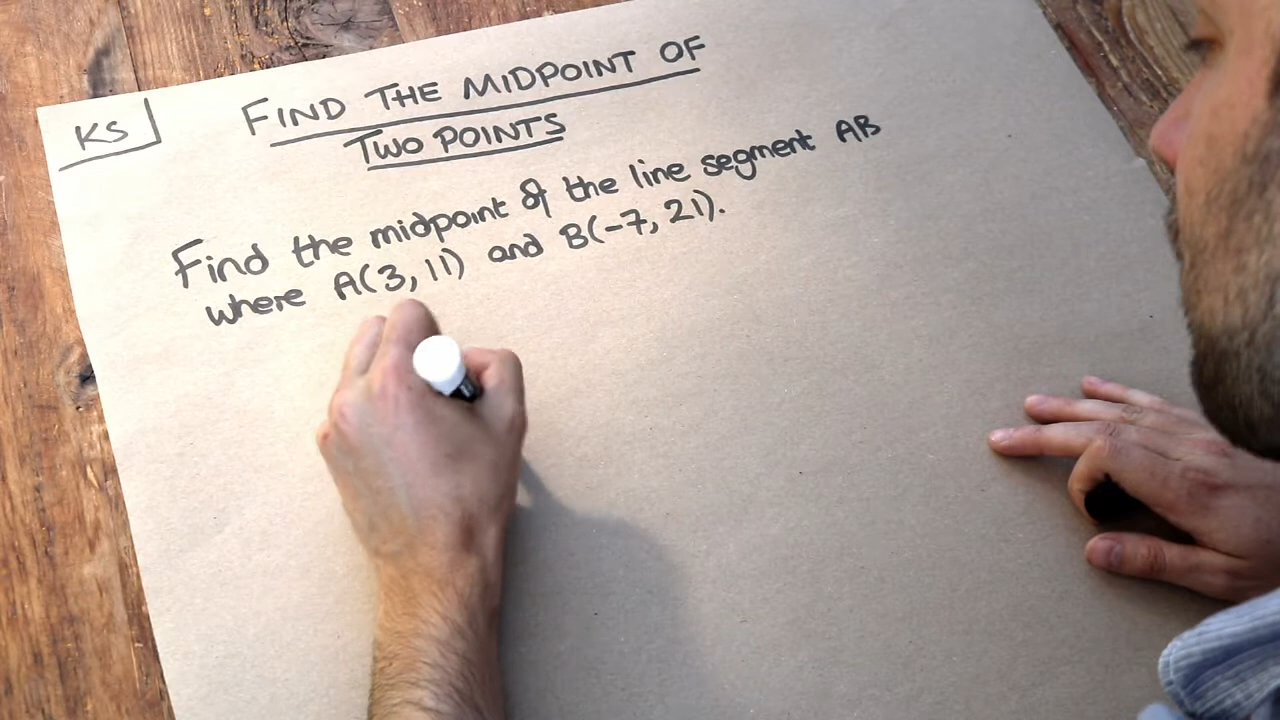 KS
FIND THE MIDPOINT OF
TWO POINTS
Find the midpoint of the line segment AB
where A(3, 11) and B(-7, 21).